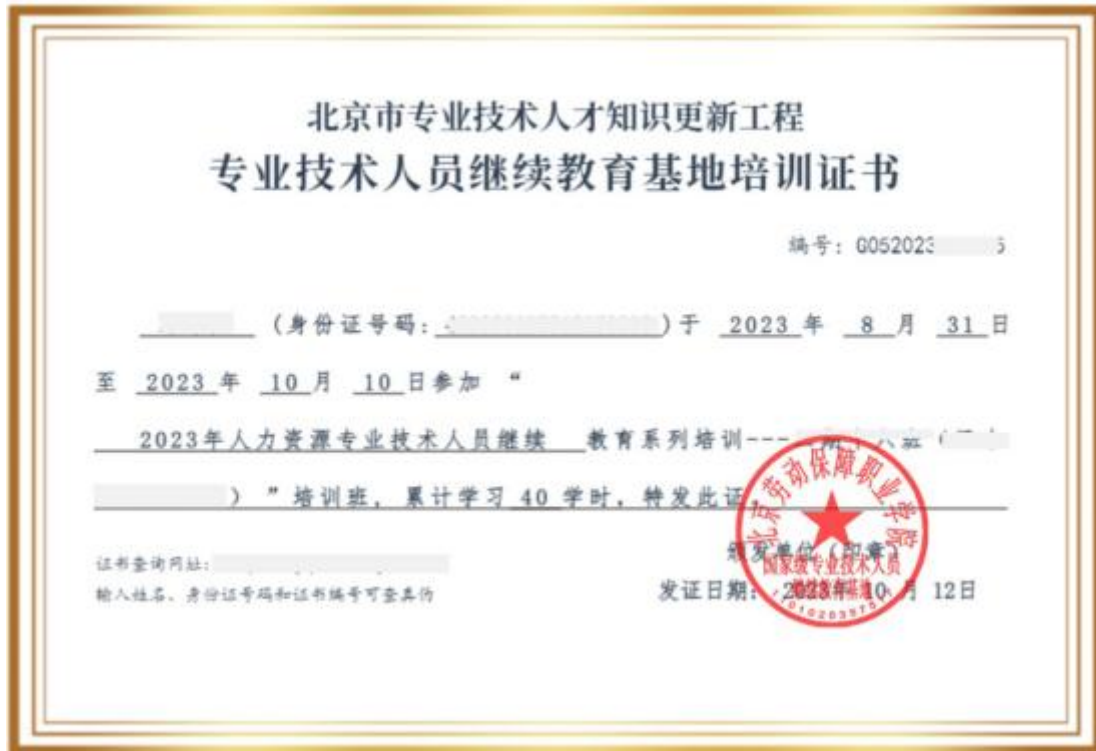 北京市专业技术人才知识更新工程
专业技术人员继续教育基地培训证书
编号: G052023
(身份证号码: )于 2023 年 8 月 31 日
至 2023 年 10 月 10 日参加 “
2023年人力资源专业技术人员继续 教育系列培训---
) ”培训班, 累计学习 40 学时, 特发此证
北京劳动保障职业学院
颁发单位 (印章)
国家级专业技术人员
继续教育基地
证书查询网址:
发证日期: 2023年 10 月 12日
输入姓名、身份证号码和证书编号可查真伪